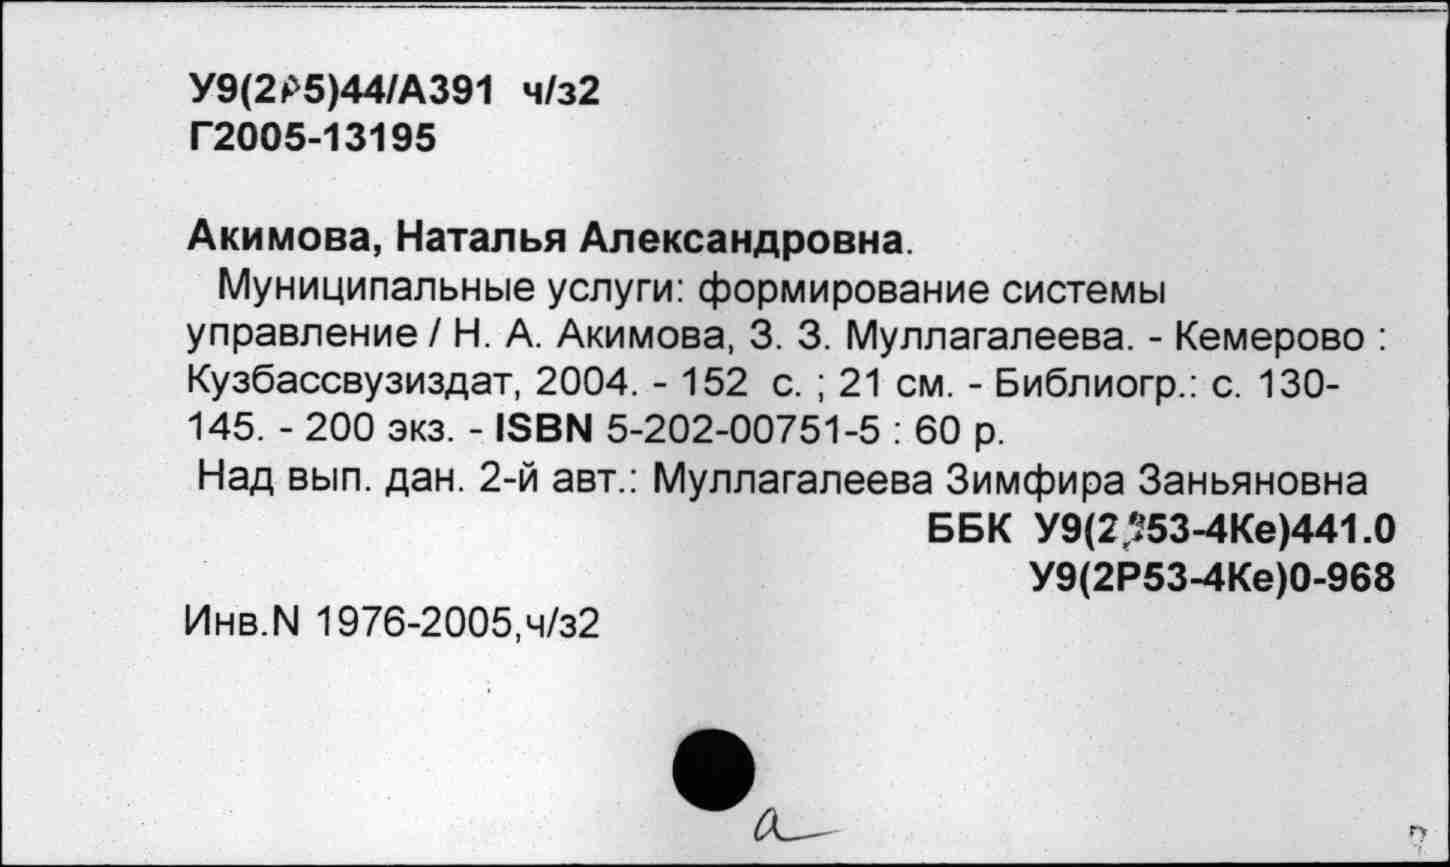 У9(2Р5)44/А391 ч/з2
Г2005-13195
Акимова, Наталья Александровна.
Муниципальные услуги: формирование системы
управление / Н. А. Акимова, З. З. Муллагалеева. - Кемерово :
Кузбассвузиздат, 2004. - 152 с. ; 21 см. - Библиогр.: с. 130-
145. - 200 экз. - ISBN 5-202-00751-5 : 60 р.
Над вып. дан. 2-й авт.: Муллагалеева Зимфира Заньяновна
ББК У9(2Р53-4Ке)441.0
У9(2Р53-4Ке)0-968
Инв.N 1976-2005,ч/з2
а